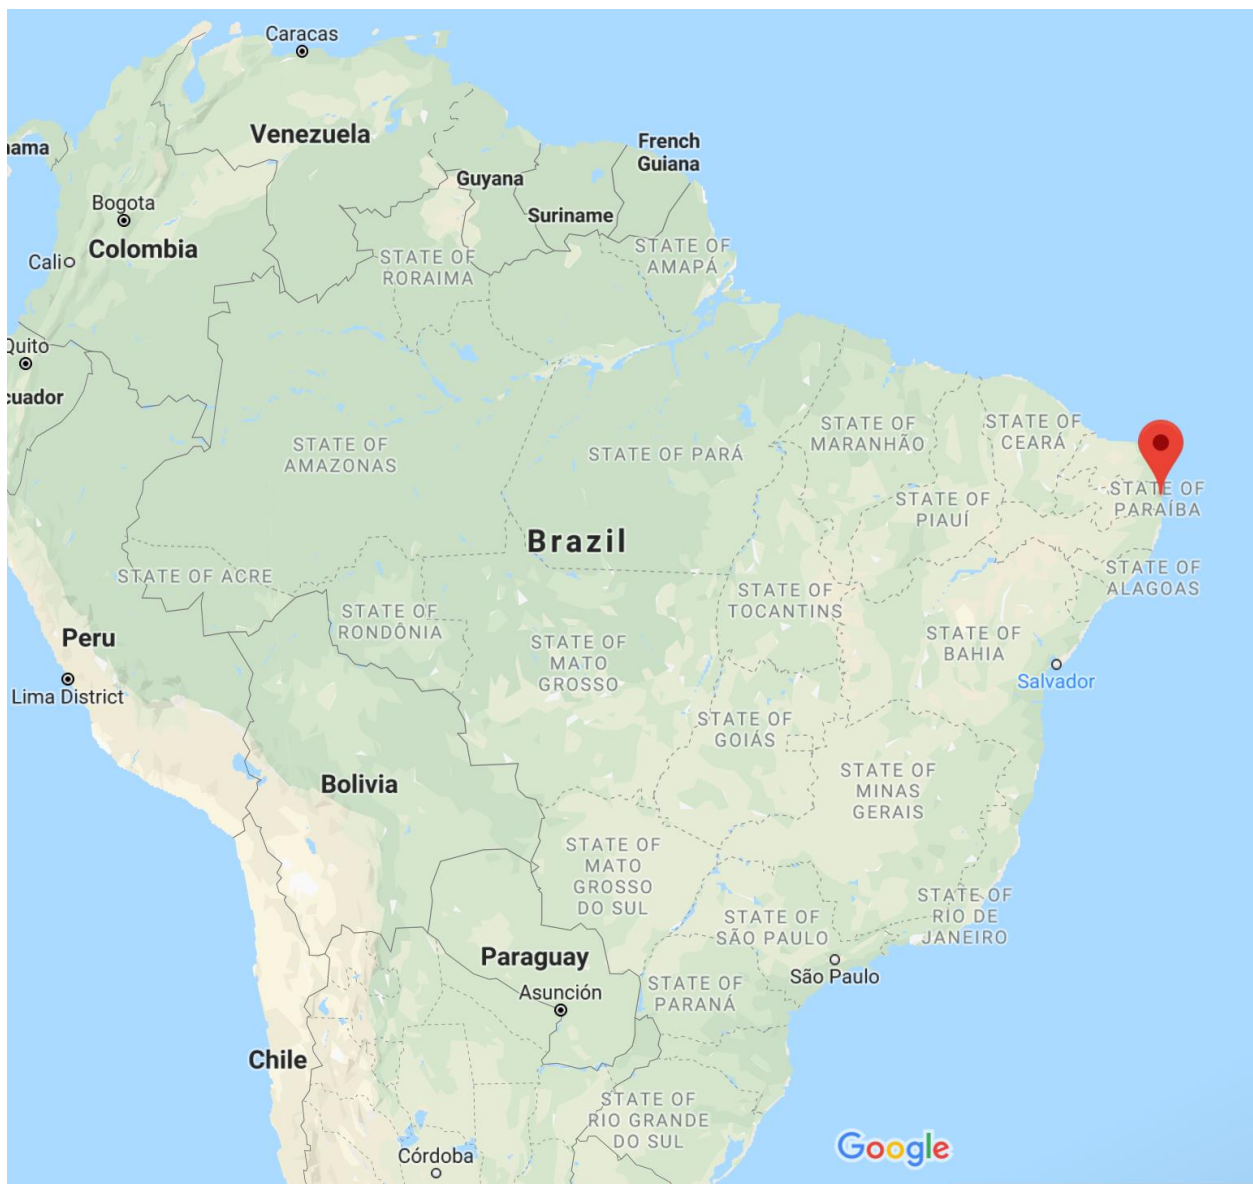 Caracas
Venezuela
French
Guiana
ama
Guyana
Bogota
Suriname
Colombia
STATE OF
AMAPÁ
Cali
STATE OF
RORAIMA
Quito
cuador
STATE OF
MARANHÃO
STATE OF
CEARÁ
STATE OF
AMAZONAS
STATE OF PARÁ
STATE OF
PARAÍBA
STATE OF
PIAUÍ
Brazil
STATE OF ACRE
STATE OF
ALAGOAS
STATE OF
TOCANTINS
STATE OF
RONDÔNIA
Peru
STATE OF
MATO
GROSSO
STATE OF
BAHIA
Lima District
Salvador
STATE OF
GOIÁS
Bolivia
STATE OF
MINAS
GERAIS
STATE OF
MATO
GROSSO
DO SUL
STATE OF
SÃO PAULO
STATE OF
RIO DE
JANEIRO
Paraguay
São Paulo
Asunción
STATE OF
PARANÁ
Chile
STATE OF
RIO GRANDE
DO SUL
Córdoba
Google